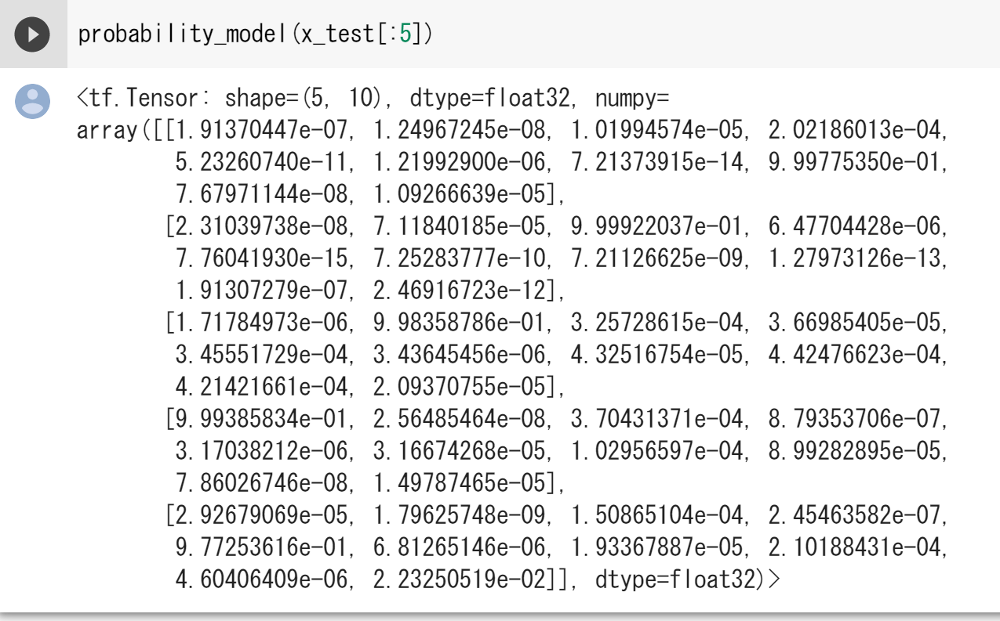 probability_model(x_test[:5])
<tf.Tensor: shape=(5, 10), dtype=float32, numpy=
array([[1.91370447e-07, 1.24967245e-08, 1.01994574e-05, 2.02186013e-04,
5.23260740e-11, 1.21992900e-06, 7.21373915e-14, 9.99775350e-01,
7.67971144e-08, 1.09266639e-05],
[2.31039738e-08, 7.11840185e-05, 9.99922037e-01, 6.47704428e-06,
7.76041930e-15, 7.25283777e-10, 7.21126625e-09, 1.27973126e-13,
1.91307279e-07, 2.46916723e-12],
[1.71784973e-06, 9.98358786e-01, 3.25728615e-04, 3.66985405e-05,
3.45551729e-04, 3.43645456e-06, 4.32516754e-05, 4.42476623e-04,
4.21421661e-04, 2.09370755e-05],
[9.99385834e-01, 2.56485464e-08, 3.70431371e-04, 8.79353706e-07,
3.17038212e-06, 3.16674268e-05, 1.02956597e-04, 8.99282895e-05,
7.86026746e-08, 1.49787465e-05],
[2.92679069e-05, 1.79625748e-09, 1.50865104e-04, 2.45463582e-07,
9.77253616e-01, 6.81265146e-06, 1.93367887e-05, 2.10188431e-04,
4.60406409e-06, 2.23250519e-02]], dtype=float32)>